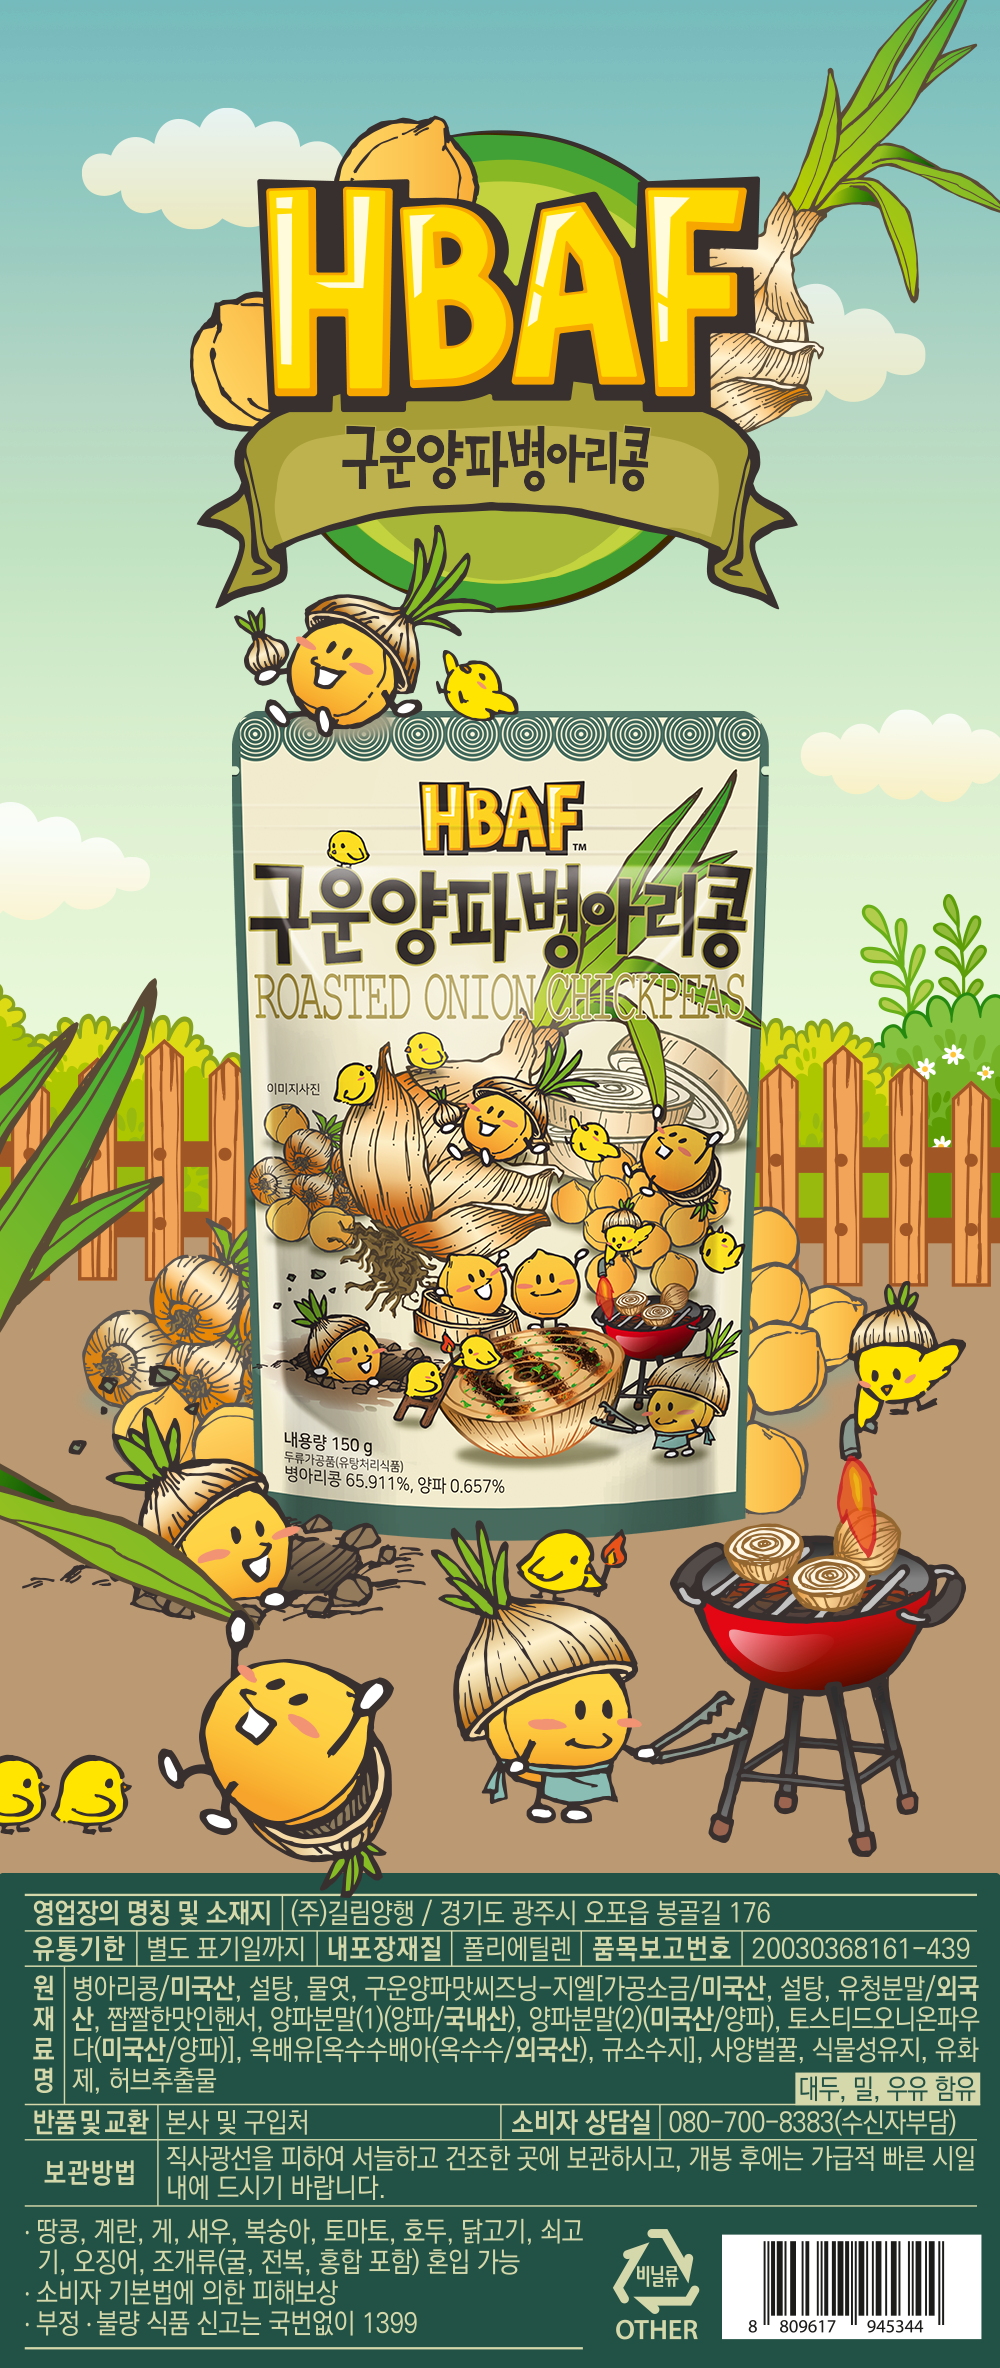 HBAF
구운양파병아리콩
HBAF™
구운양파병아리콩
ROASTED ONION CHICKPEAS
이미지사진
내용량 150 g
두류가공품(유탕처리식품)
병아리콩 65.911%, 양파 0.657%
영업장의 명칭 및 소재지 (주)길림양행 / 경기도 광주시 오포읍 봉골길 176
유통기한 별도 표기일까지 내포장재질 폴리에틸렌 품목보고번호 20030368161-439
원재료명
병아리콩/미국산, 설탕, 물엿, 구운양파맛씨즈닝-지엘[가공소금/미국산, 설탕, 유청분말/외국
산, 짭짤한맛인핸서, 양파분말(1)(양파/국내산), 양파분말(2)(미국산/양파), 토스티드오니온파우
다(미국산/양파)], 옥배유[옥수수배아(옥수수/외국산), 규소수지], 사양벌꿀, 식물성유지, 유화
제, 허브추출물
대두, 밀, 우유 함유
반품 및 교환 본사 및 구입처 소비자 상담실 080-700-8383(수신자부담)
보관방법 직사광선을 피하여 서늘하고 건조한 곳에 보관하시고, 개봉 후에는 가급적 빠른 시일
내에 드시기 바랍니다.
· 땅콩, 계란, 게, 새우, 복숭아, 토마토, 호두, 닭고기, 쇠고
기, 오징어, 조개류(굴, 전복, 홍합 포함) 혼입 가능
· 소비자 기본법에 의한 피해보상
· 부정 · 불량 식품 신고는 국번없이 1399
비닐류
OTHER
8 809617 945344